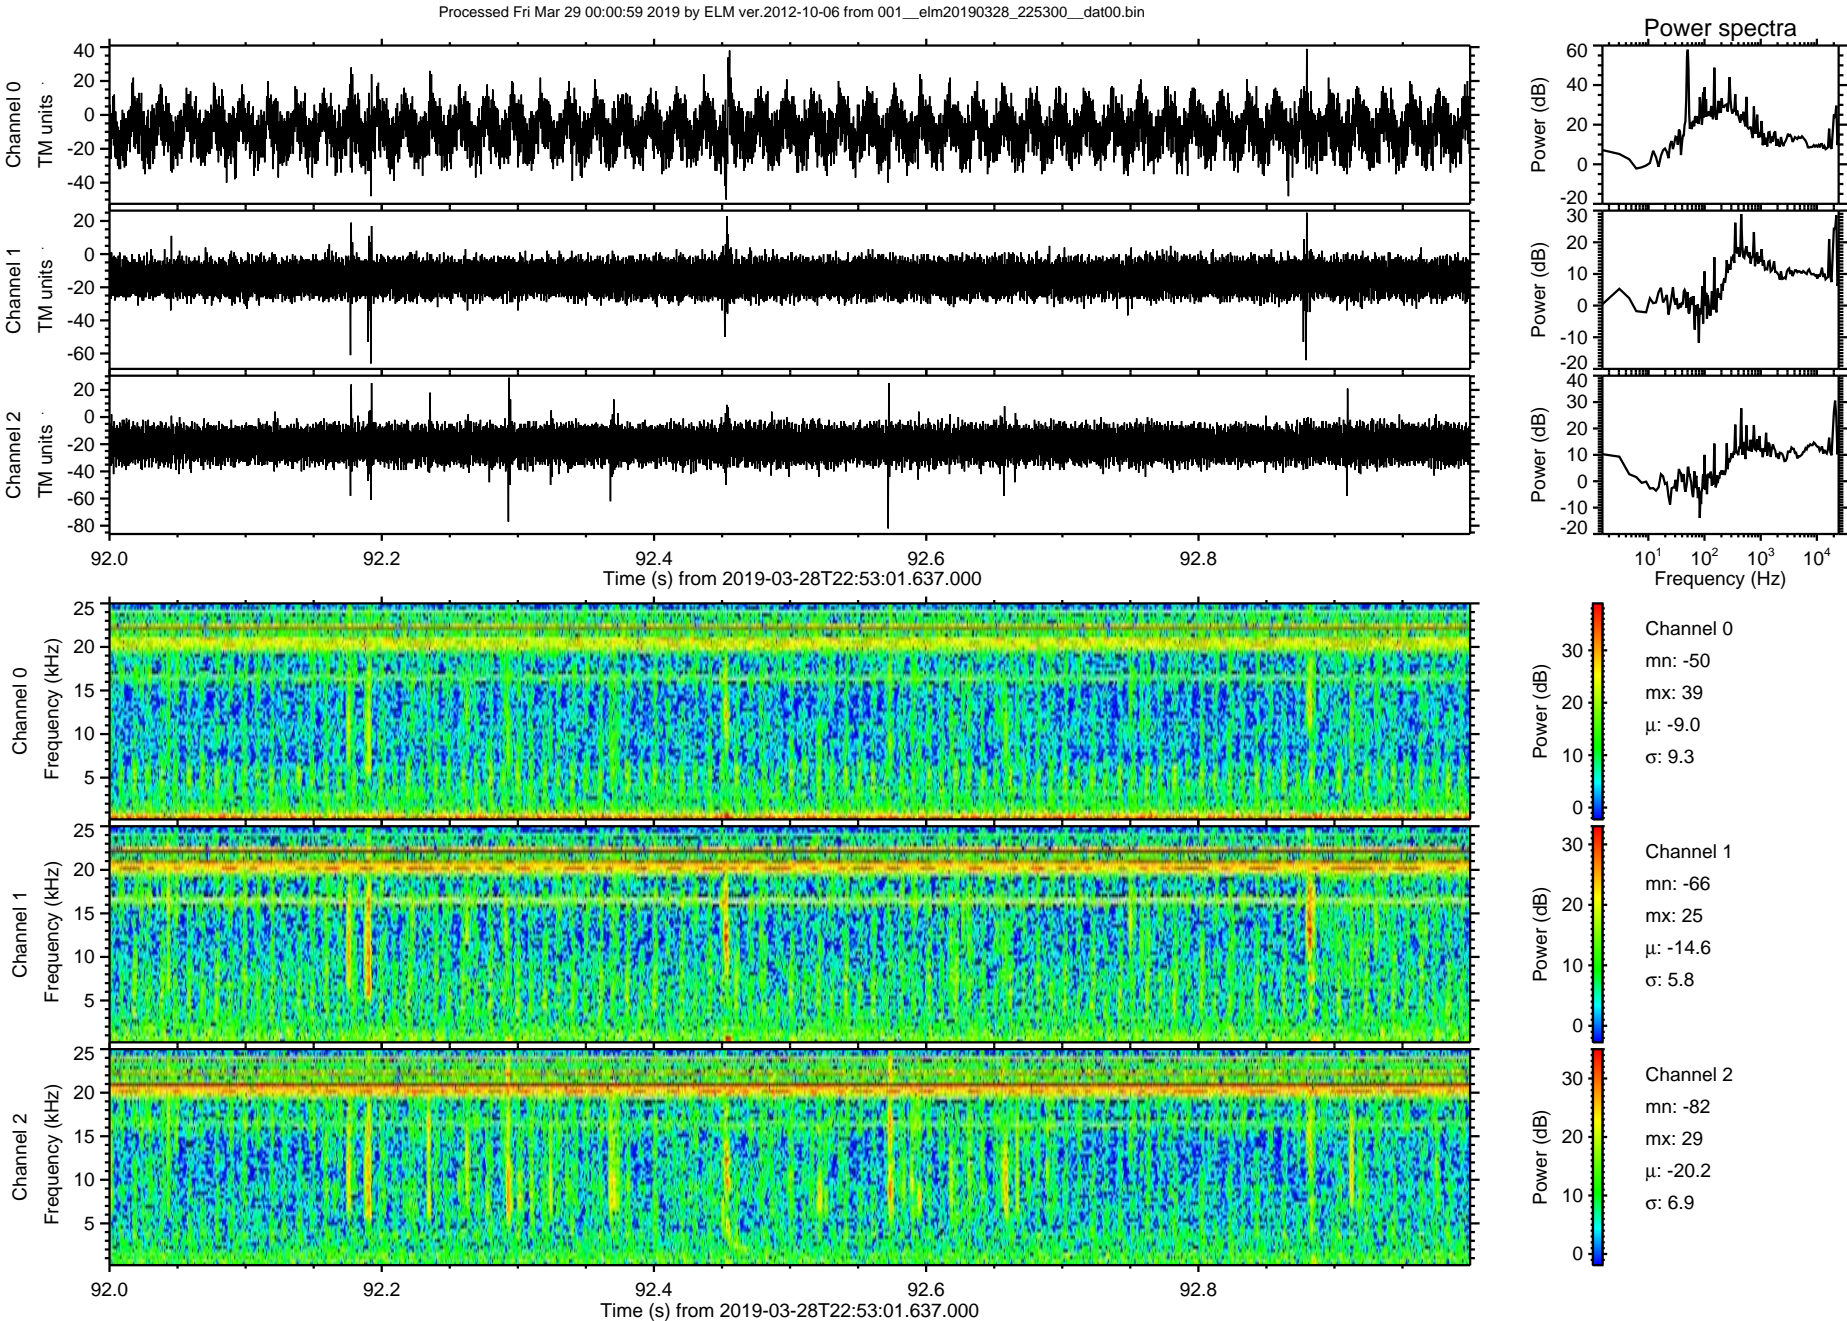 Processed Fri Mar 29 00:00:59 2019 by ELM ver.2012-10-06 from 001__elm20190328_225300__dat00.bin
Power spectra
Channel 0
TM units
40
20
0
-20
-40
Power (dB)
60
40
20
0
-20
Channel 1
TM units
20
0
-20
-40
-60
Power (dB)
30
20
10
0
-10
-20
Channel 2
TM units
20
0
-20
-40
-60
-80
Power (dB)
40
30
20
10
0
-10
-20
92.0 92.2 92.4 92.6 92.8
Time (s) from 2019-03-28T22:53:01.637.000
10¹ 10² 10³ 10⁴
Frequency (Hz)
Channel 0
Frequency (kHz)
25
20
15
10
5
Power (dB)
30
20
10
0
Channel 0
mn: -50
mx: 39
μ: -9.0
σ: 9.3
Channel 1
Frequency (kHz)
25
20
15
10
5
Power (dB)
30
20
10
0
Channel 1
mn: -66
mx: 25
μ: -14.6
σ: 5.8
Channel 2
Frequency (kHz)
25
20
15
10
5
Power (dB)
30
20
10
0
Channel 2
mn: -82
mx: 29
μ: -20.2
σ: 6.9
92.0 92.2 92.4 92.6 92.8
Time (s) from 2019-03-28T22:53:01.637.000